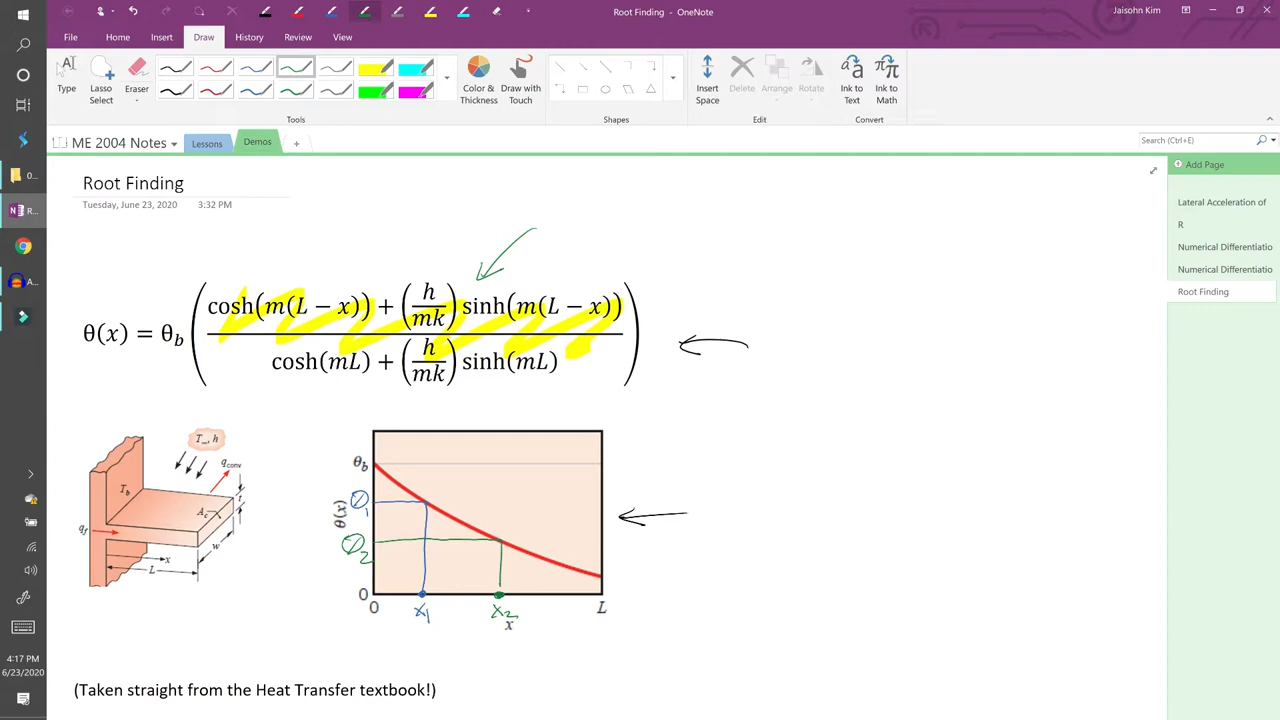 Root Finding - OneNote
Jaisohn Kim
File Home Insert Draw History Review View
Type
Lasso Select
Eraser
Color & Thickness
Draw with Touch
Insert Space
Delete
Arrange
Rotate
Ink to Text
Ink to Math
Tools
Shapes
Edit
Convert
ME 2004 Notes
Lessons
Demos
Search (Ctrl+E)
Add Page
Lateral Acceleration of
R
Numerical Differentiatio
Numerical Differentiatio
Root Finding
0...
R...
A...
Root Finding
Tuesday, June 23, 2020 3:32 PM
θ(x) = θb ( (cosh(m(L − x)) + (h/mk) sinh(m(L − x))) / (cosh(mL) + (h/mk) sinh(mL)) )
T∞, h
qconv
Tb
t
Ac
qf
w
x
L
θb
θ1
θ(x)
θ2
0
0
x1
x2
L
x
(Taken straight from the Heat Transfer textbook!)
4:17 PM
6/23/2020